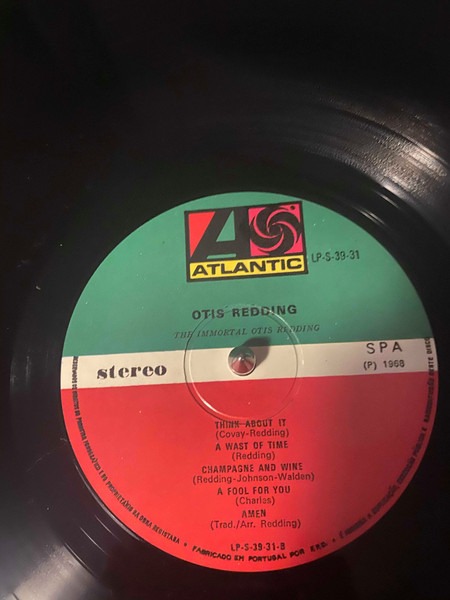 ATLANTIC
LP-S-39-31
OTIS REDDING
THE IMMORTAL OTIS REDDING
SPA
stereo
(P) 1968
THINK ABOUT IT
(Covay-Redding)
A WAST OF TIME
(Redding)
CHAMPAGNE AND WINE
(Redding-Johnson-Walden)
A FOOL FOR YOU
(Charles)
AMEN
(Trad./Arr. Redding)
LP-S-39-31-B
FABRICADO EM PORTUGAL POR E.R.D.